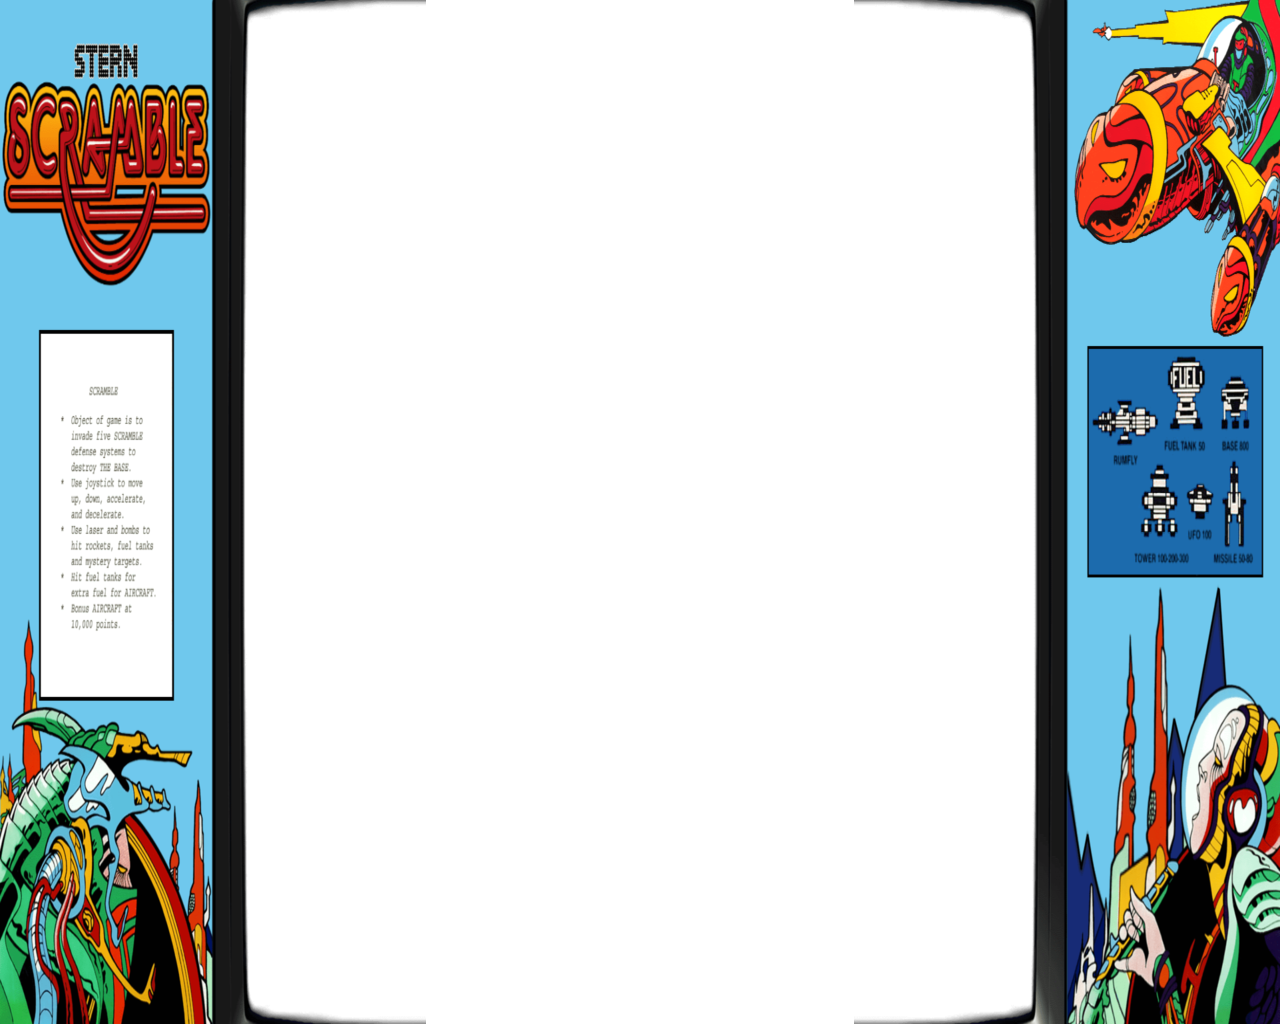 STERN
SCRAMBLE
SCRAMBLE
* Object of game is to
invade five SCRAMBLE
defense systems to
destroy THE BASE.
* Use joystick to move
up, down, accelerate,
and decelerate.
* Use laser and bombs to
hit rockets, fuel tanks
and mystery targets.
* Hit fuel tanks for
extra fuel for AIRCRAFT.
* Bonus AIRCRAFT at
10,000 points.
FUEL
FUEL TANK 50
BASE 800
RUMFLY
UFO 100
TOWER 100-200-300
MISSILE 50-80